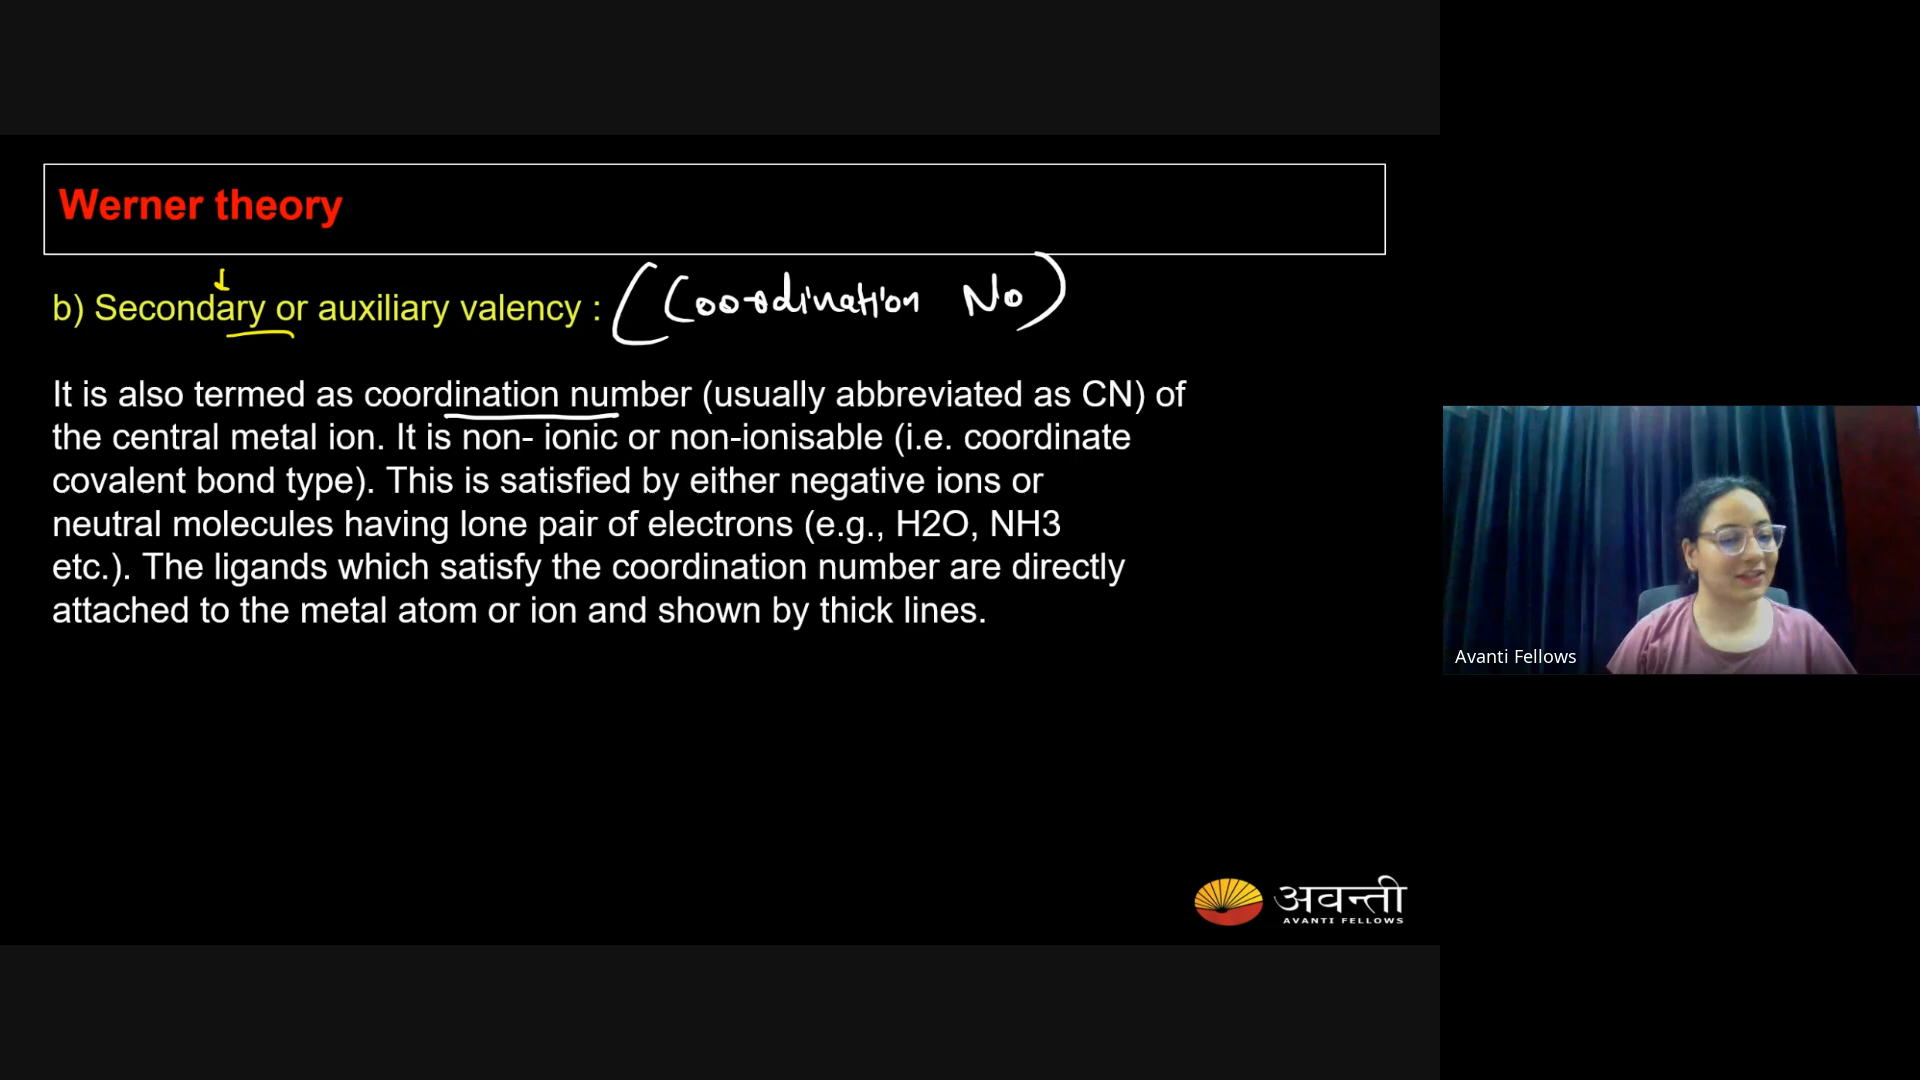 Werner theory
b) Secondary or auxiliary valency : (Coordination No)
It is also termed as coordination number (usually abbreviated as CN) of
the central metal ion. It is non- ionic or non-ionisable (i.e. coordinate
covalent bond type). This is satisfied by either negative ions or
neutral molecules having lone pair of electrons (e.g., H2O, NH3
etc.). The ligands which satisfy the coordination number are directly
attached to the metal atom or ion and shown by thick lines.
Avanti Fellows
अवन्ती
AVANTI FELLOWS